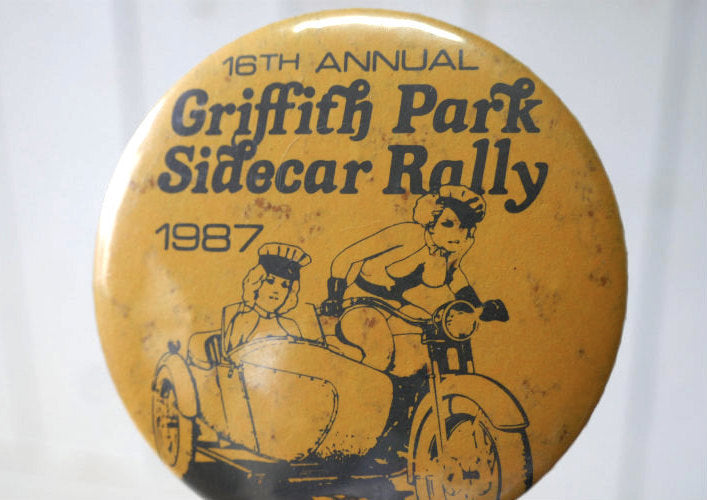 16TH ANNUAL
Griffith Park
Sidecar Rally
1987